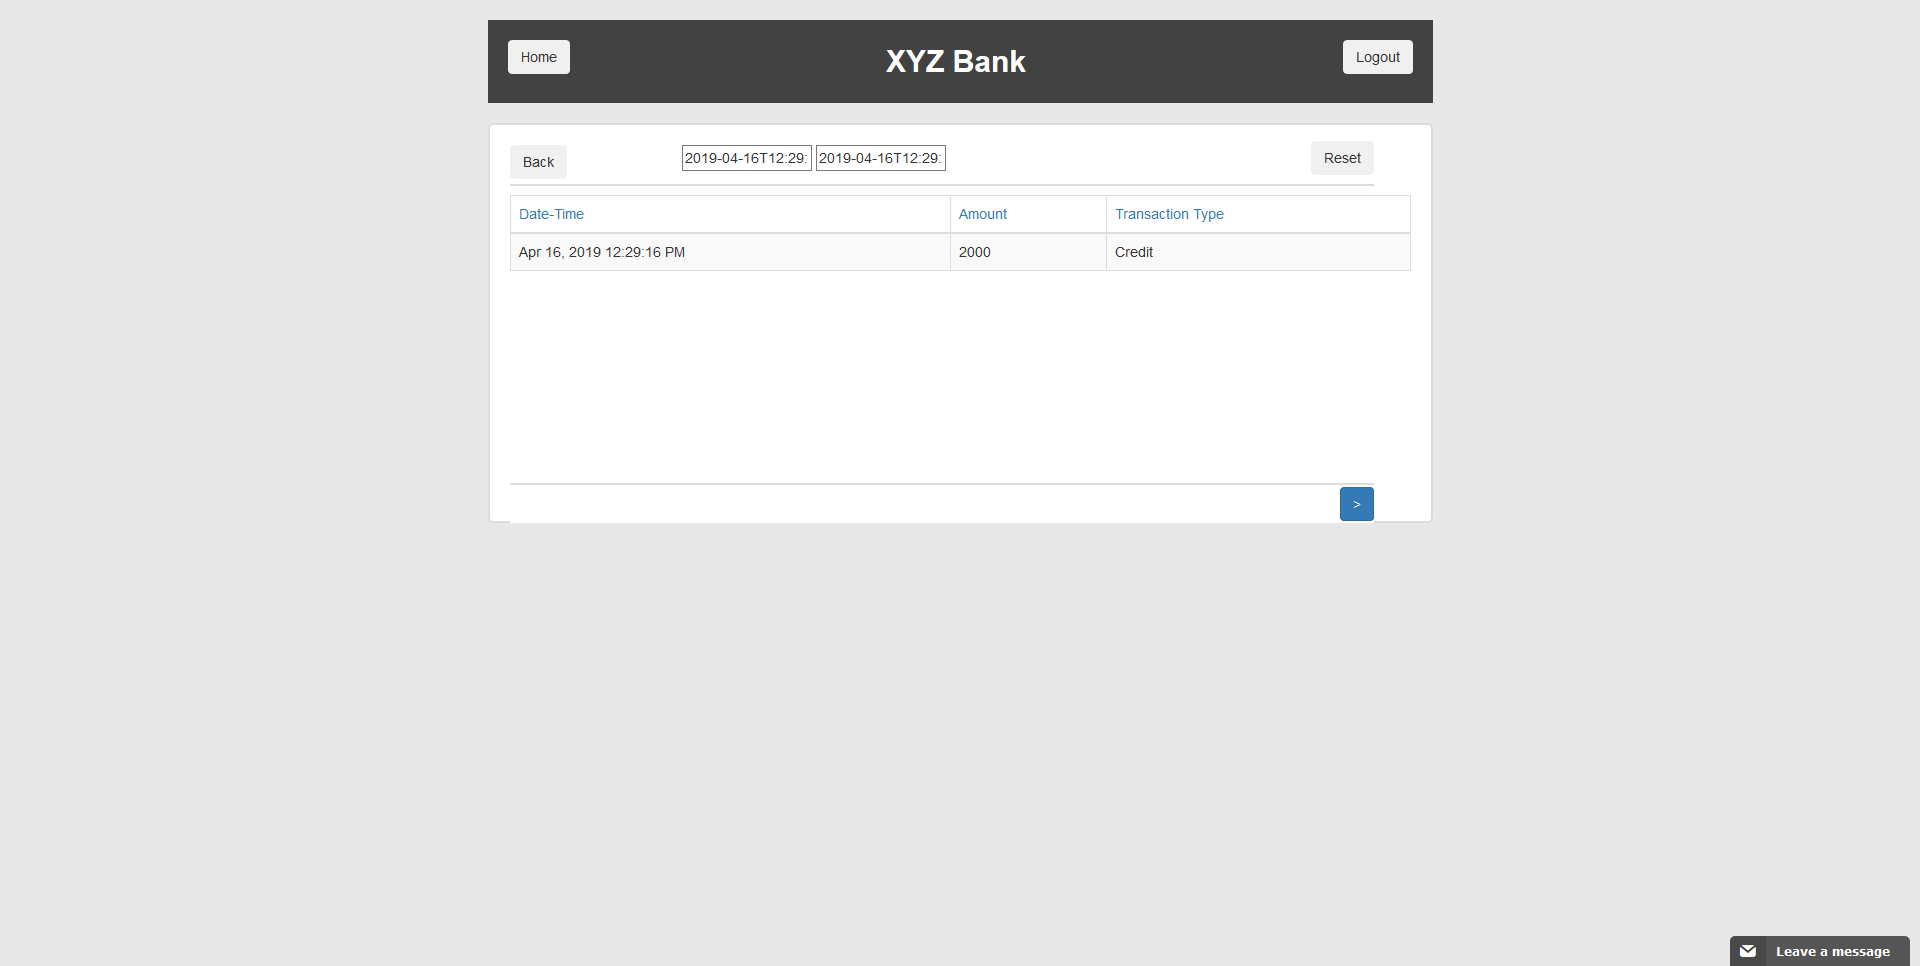 Home XYZ Bank Logout
Back 2019-04-16T12:29: 2019-04-16T12:29: Reset
Date-Time Amount Transaction Type
Apr 16, 2019 12:29:16 PM 2000 Credit
>
Leave a message